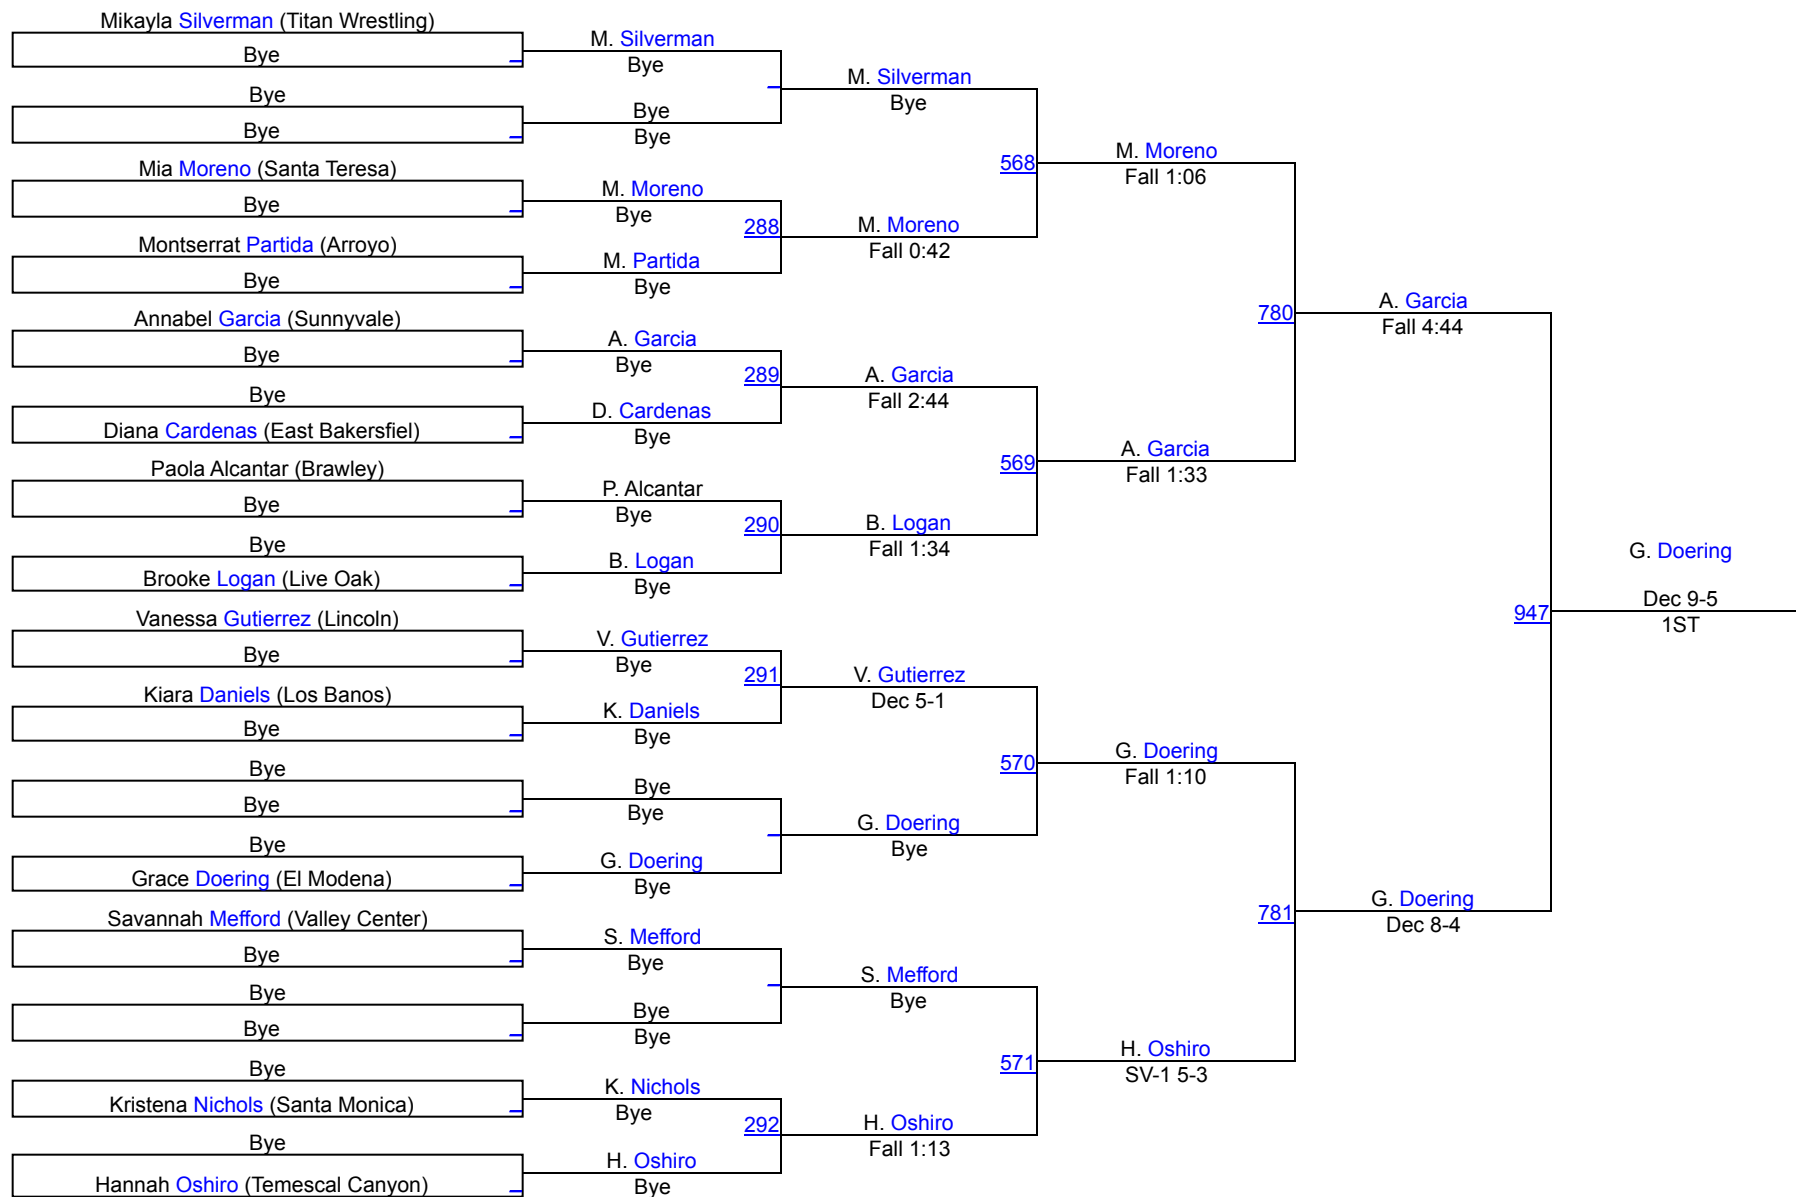 Mikayla Silverman (Titan Wrestling)
Bye
Bye
Bye
Mia Moreno (Santa Teresa)
Bye
Montserrat Partida (Arroyo)
Bye
Annabel Garcia (Sunnyvale)
Bye
Bye
Diana Cardenas (East Bakersfiel)
Paola Alcantar (Brawley)
Bye
Bye
Brooke Logan (Live Oak)
Vanessa Gutierrez (Lincoln)
Bye
Kiara Daniels (Los Banos)
Bye
Bye
Bye
Bye
Grace Doering (El Modena)
Savannah Mefford (Valley Center)
Bye
Bye
Bye
Bye
Kristena Nichols (Santa Monica)
Bye
Hannah Oshiro (Temescal Canyon)
M. Silverman
Bye
Bye
Bye
M. Moreno
Bye
288
M. Partida
Bye
A. Garcia
Bye
289
D. Cardenas
Bye
P. Alcantar
Bye
290
B. Logan
Bye
V. Gutierrez
Bye
291
K. Daniels
Bye
Bye
Bye
G. Doering
Bye
S. Mefford
Bye
Bye
Bye
K. Nichols
Bye
292
H. Oshiro
Bye
M. Silverman
Bye
568
M. Moreno
Fall 0:42
A. Garcia
Fall 2:44
569
B. Logan
Fall 1:34
V. Gutierrez
Dec 5-1
570
G. Doering
Bye
S. Mefford
Bye
571
H. Oshiro
Fall 1:13
M. Moreno
Fall 1:06
780
A. Garcia
Fall 1:33
G. Doering
Fall 1:10
781
H. Oshiro
SV-1 5-3
A. Garcia
Fall 4:44
947
G. Doering
Dec 8-4
G. Doering
Dec 9-5
1ST